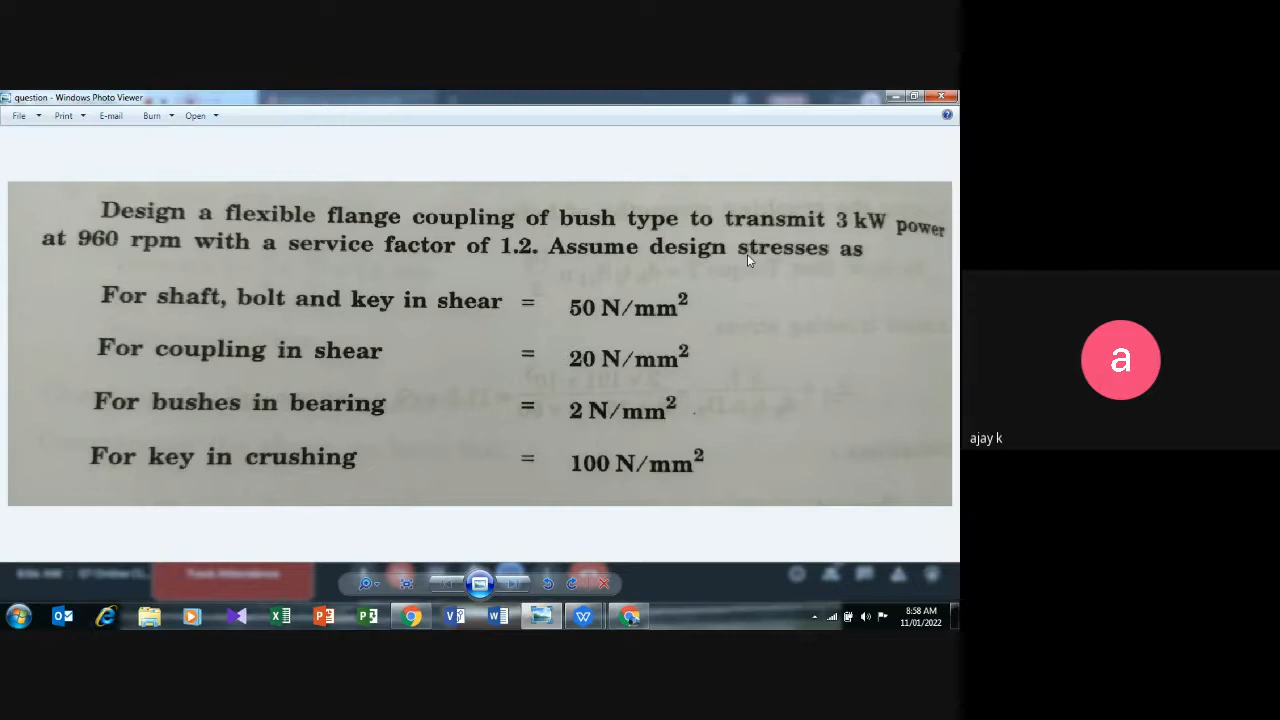 question - Windows Photo Viewer
File Print E-mail Burn Open
Design a flexible flange coupling of bush type to transmit 3 kW power
at 960 rpm with a service factor of 1.2. Assume design stresses as
For shaft, bolt and key in shear = 50 N/mm²
For coupling in shear = 20 N/mm²
For bushes in bearing = 2 N/mm²
For key in crushing = 100 N/mm²
a
ajay k
8:58 AM
11/01/2022